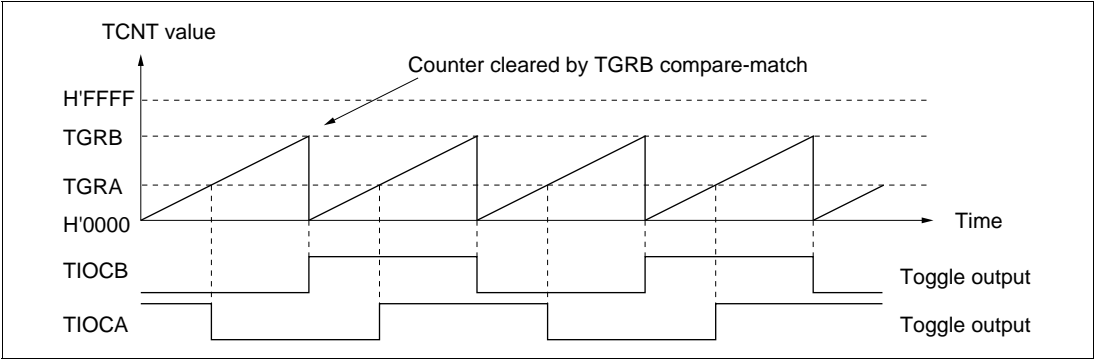 TCNT value
Counter cleared by TGRB compare-match
H'FFFF
TGRB
TGRA
H'0000
Time
TIOCB
Toggle output
TIOCA
Toggle output